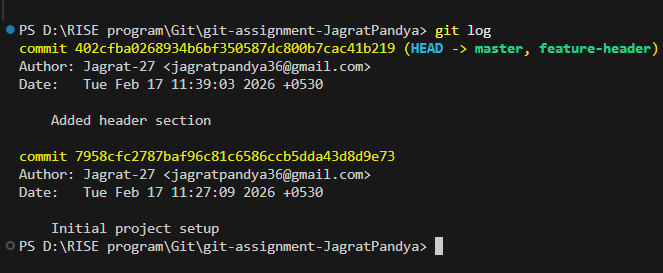 PS D:\RISE program\Git\git-assignment-JagratPandya> git log
commit 402cfba0268934b6bf350587dc800b7cac41b219 (HEAD -> master, feature-header)
Author: Jagrat-27 <jagratpandya36@gmail.com>
Date:   Tue Feb 17 11:39:03 2026 +0530

    Added header section

commit 7958cfc2787baf96c81c6586ccb5dda43d8d9e73
Author: Jagrat-27 <jagratpandya36@gmail.com>
Date:   Tue Feb 17 11:27:09 2026 +0530

    Initial project setup
PS D:\RISE program\Git\git-assignment-JagratPandya>